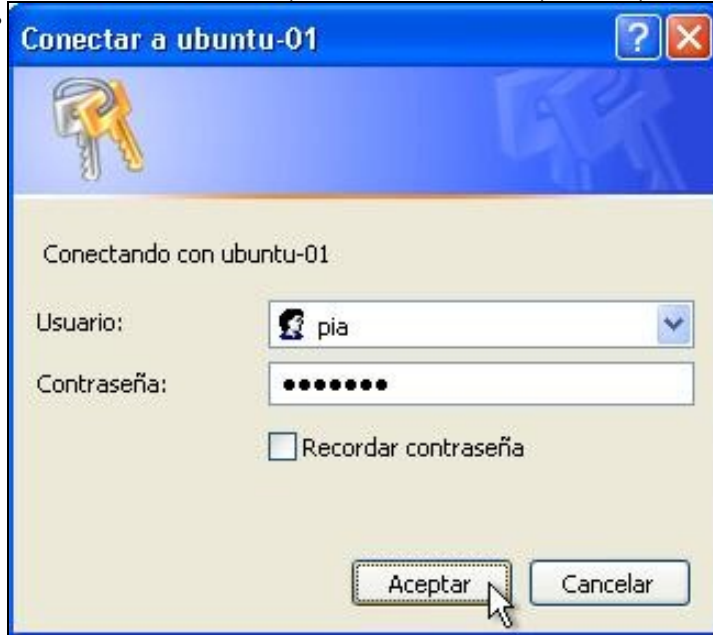 Conectar a ubuntu-01
Conectando con ubuntu-01
Usuario: pia
Contraseña: •••••••
Recordar contraseña
Aceptar Cancelar